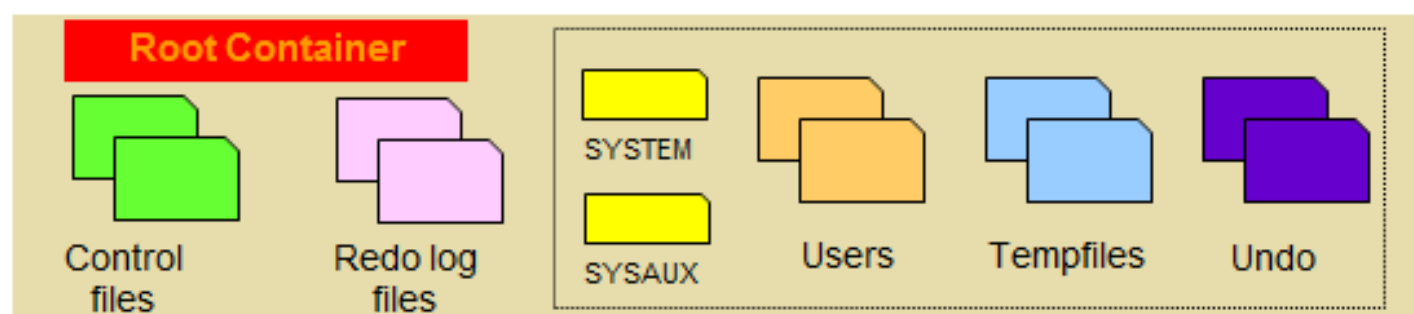 Root Container
Control
files
Redo log
files
SYSTEM
SYSAUX
Users
Tempfiles
Undo